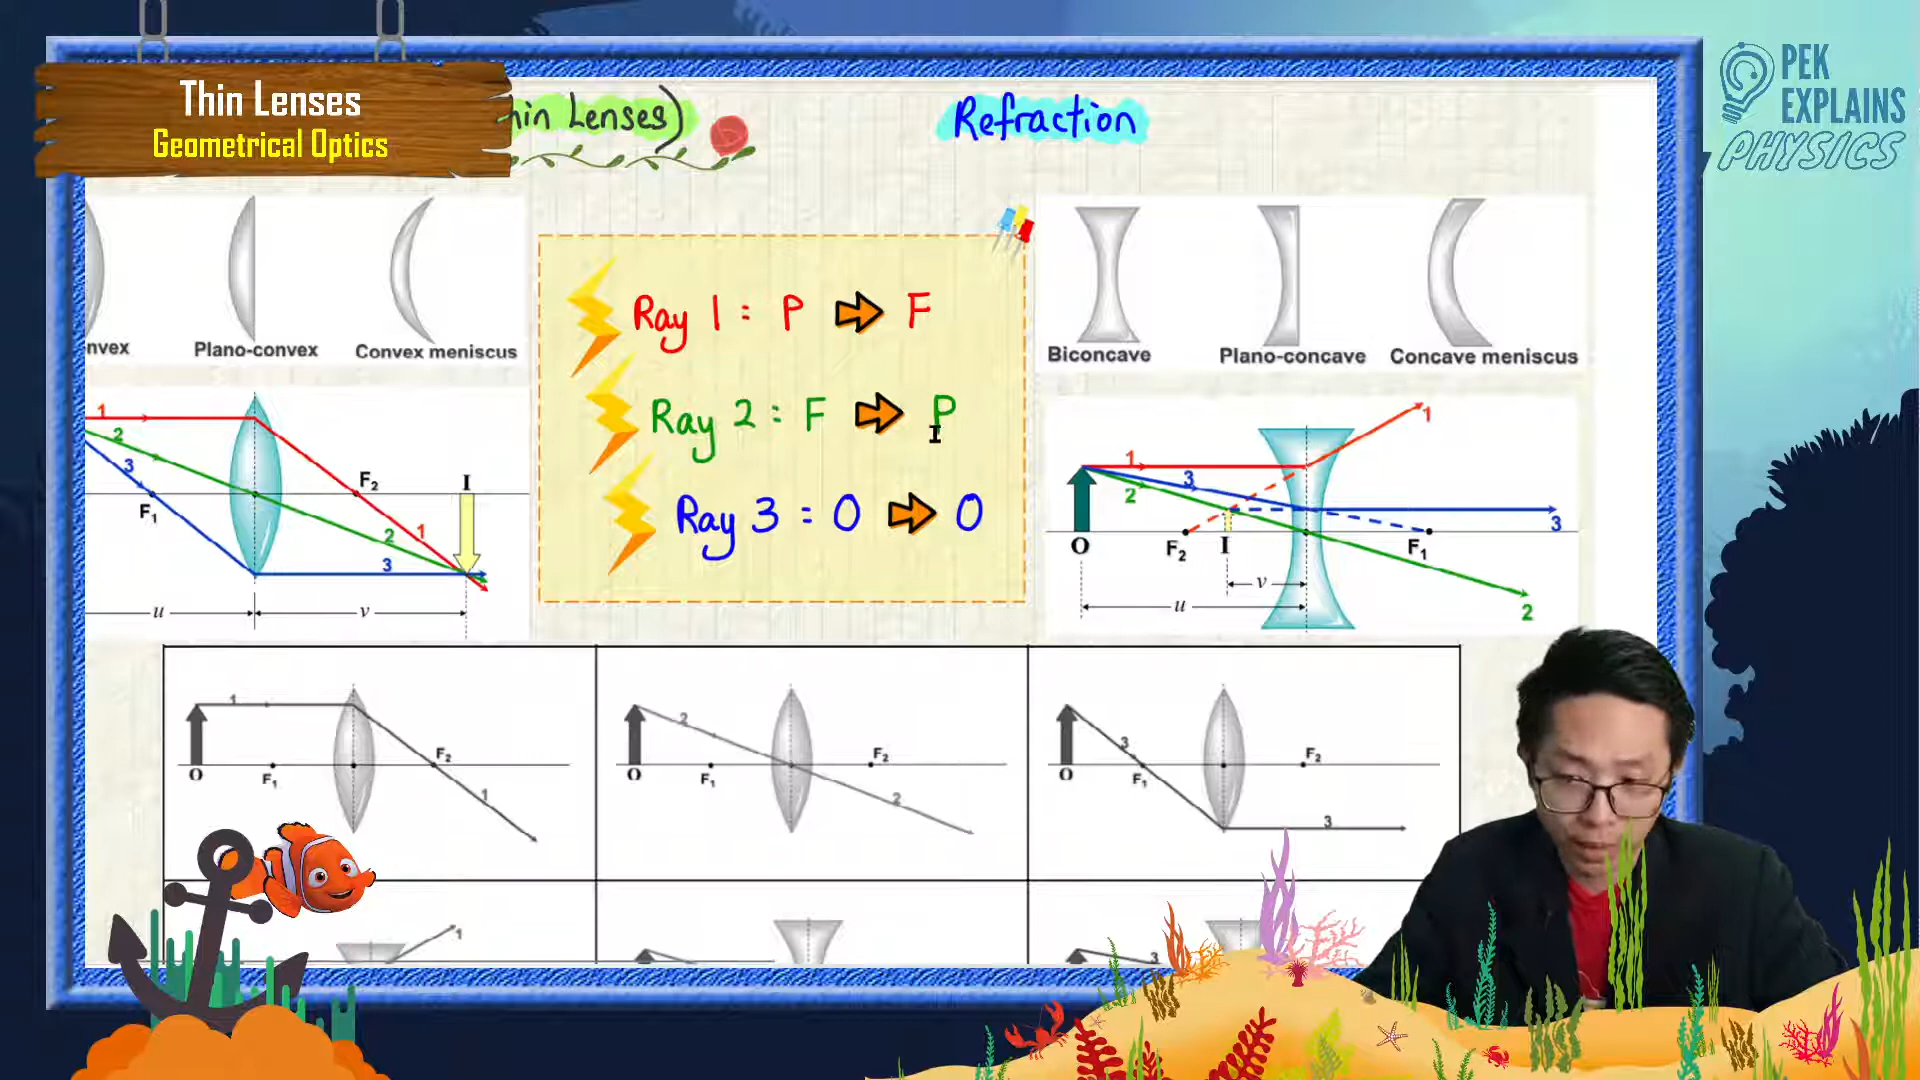 Thin Lenses
Geometrical Optics
hin Lenses)
Refraction
PEK
EXPLAINS
PHYSICS
nvex
Plano-convex
Convex meniscus
Ray 1 : P F
Ray 2 : F P
Ray 3 : O O
Biconcave
Plano-concave
Concave meniscus
1
2
3
F1
F2
I
2
1
3
u
v
1
3
2
1
3
2
O
F2
I
F1
v
u
1
O
F1
F2
1
2
O
F1
F2
2
3
O
F1
F2
3
1
3